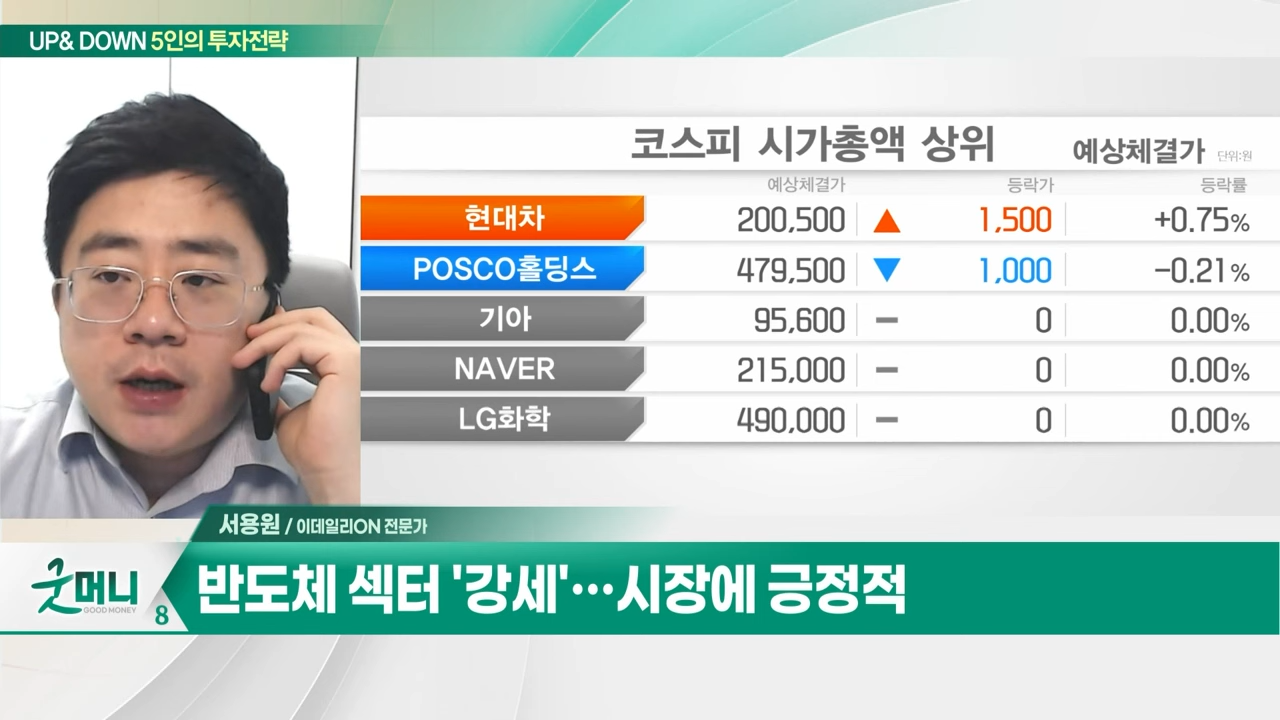 UP& DOWN 5인의 투자전략
코스피 시가총액 상위 예상체결가 단위:원
예상체결가 등락가 등락률
현대차 200,500 ▲ 1,500 +0.75%
POSCO홀딩스 479,500 ▼ 1,000 -0.21%
기아 95,600 - 0 0.00%
NAVER 215,000 - 0 0.00%
LG화학 490,000 - 0 0.00%
서용원 / 이데일리ON 전문가
반도체 섹터 '강세'…시장에 긍정적
굿머니
GOOD MONEY
8